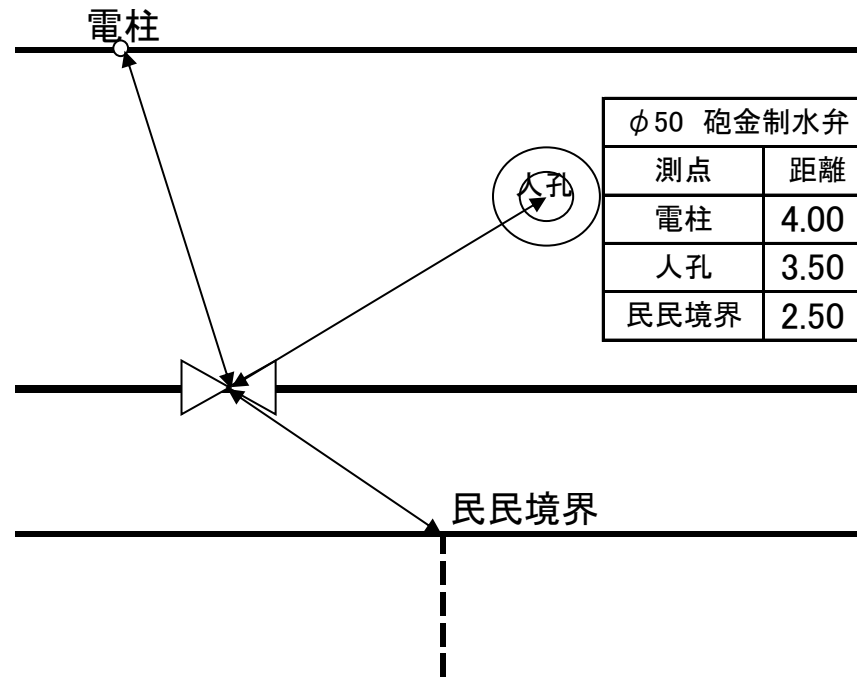 電柱
人孔
φ50 砲金制水弁
測点 距離
電柱 4.00
人孔 3.50
民民境界 2.50
民民境界